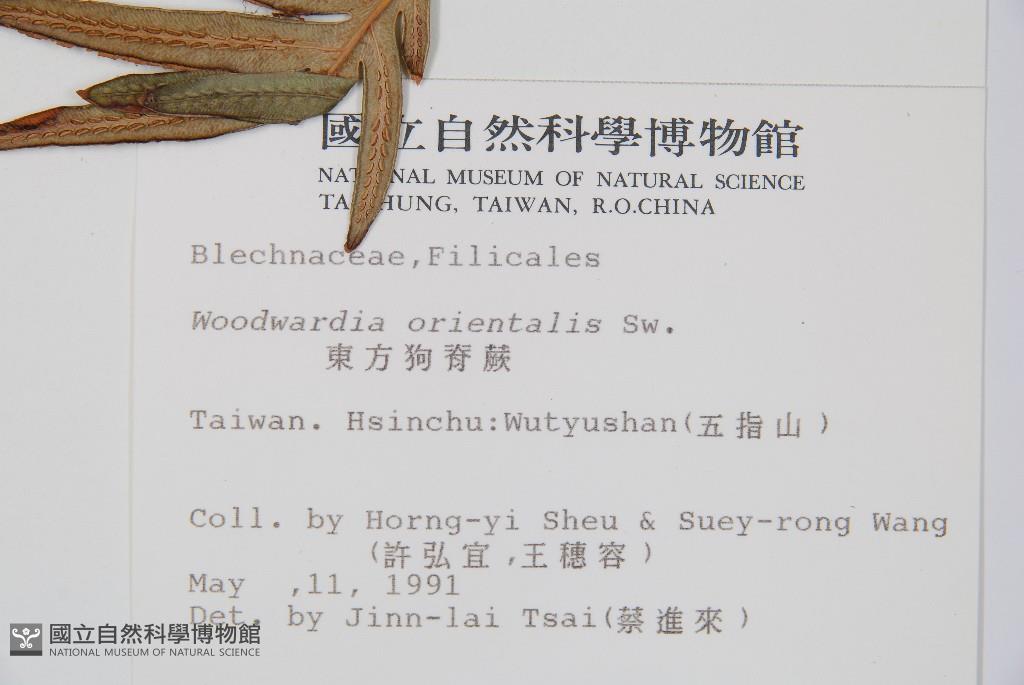 國立自然科學博物館
NATIONAL MUSEUM OF NATURAL SCIENCE
TAICHUNG, TAIWAN, R.O.CHINA
Blechnaceae,Filicales
Woodwardia orientalis Sw.
東方狗脊蕨
Taiwan. Hsinchu:Wutyushan(五指山)
Coll. by Horng-yi Sheu & Suey-rong Wang
(許弘宜,王穗容)
May ,11, 1991
Det. by Jinn-lai Tsai(蔡進來)
國立自然科學博物館
NATIONAL MUSEUM OF NATURAL SCIENCE